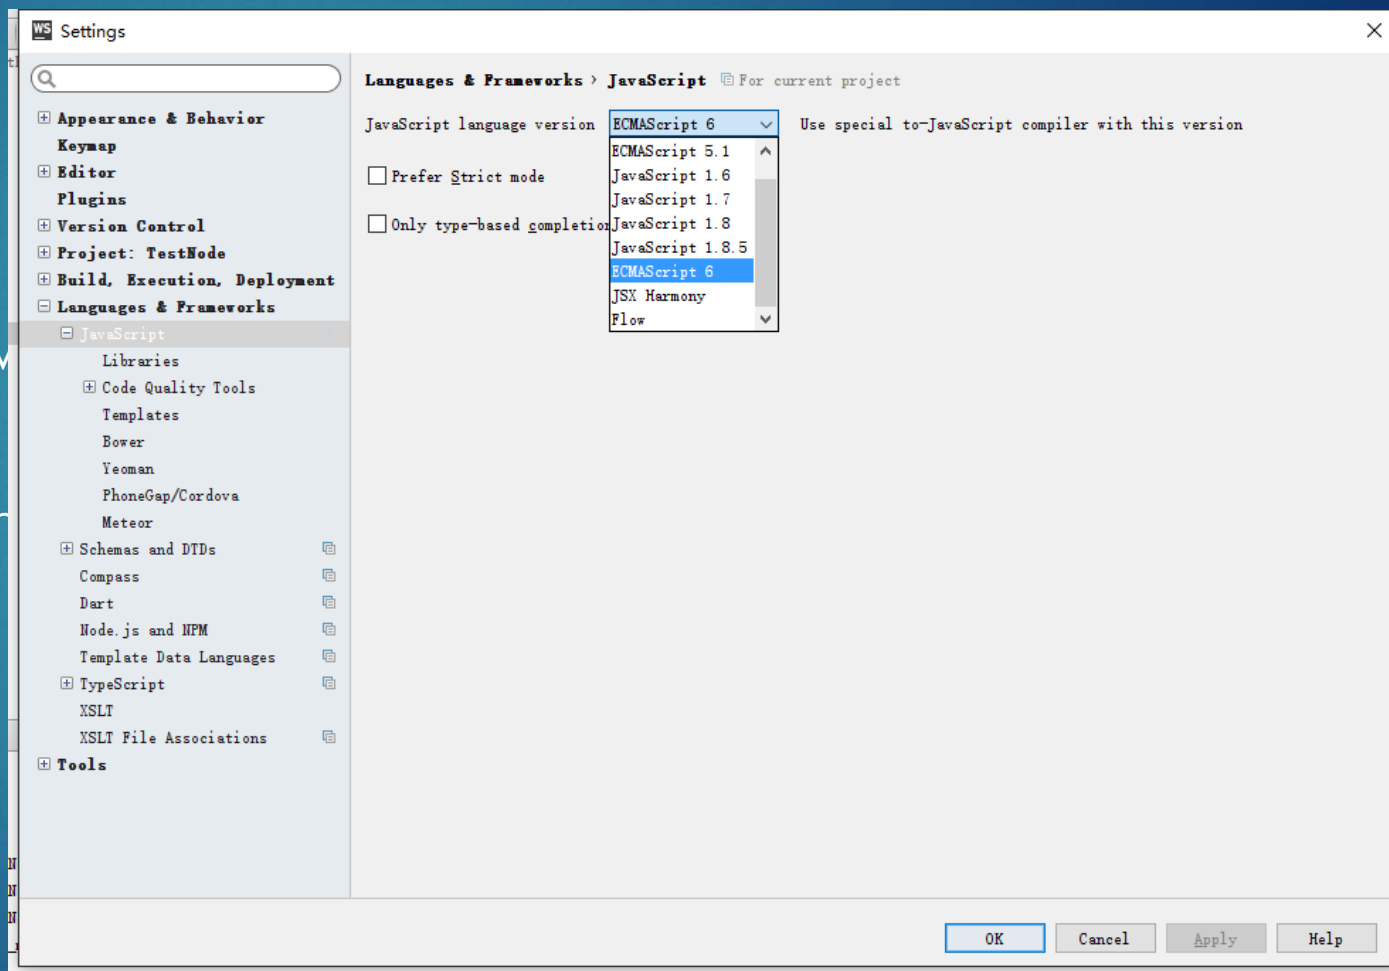 WS Settings
Languages & Frameworks › JavaScript For current project
JavaScript language version ECMAScript 6 Use special to-JavaScript compiler with this version
ECMAScript 5.1
JavaScript 1.6
JavaScript 1.7
JavaScript 1.8
JavaScript 1.8.5
ECMAScript 6
JSX Harmony
Flow
Prefer Strict mode
Only type-based completion
Appearance & Behavior
Keymap
Editor
Plugins
Version Control
Project: TestNode
Build, Execution, Deployment
Languages & Frameworks
JavaScript
Libraries
Code Quality Tools
Templates
Bower
Yeoman
PhoneGap/Cordova
Meteor
Schemas and DTDs
Compass
Dart
Node.js and NPM
Template Data Languages
TypeScript
XSLT
XSLT File Associations
Tools
OK Cancel Apply Help